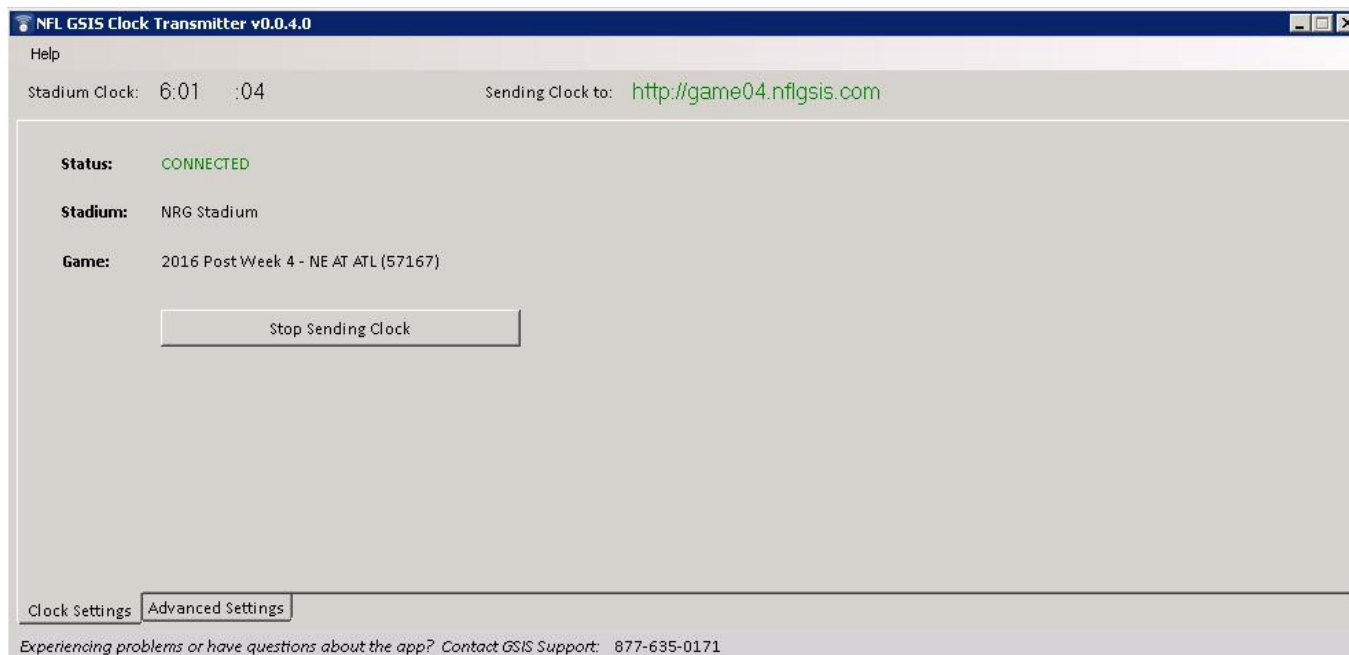 NFL GSIS Clock Transmitter v0.0.4.0
Help
Stadium Clock: 6:01 :04 Sending Clock to: http://game04.nflgsis.com
Status: CONNECTED
Stadium: NRG Stadium
Game: 2016 Post Week 4 - NE AT ATL (57167)
Stop Sending Clock
Clock Settings Advanced Settings
Experiencing problems or have questions about the app? Contact GSIS Support: 877-635-0171